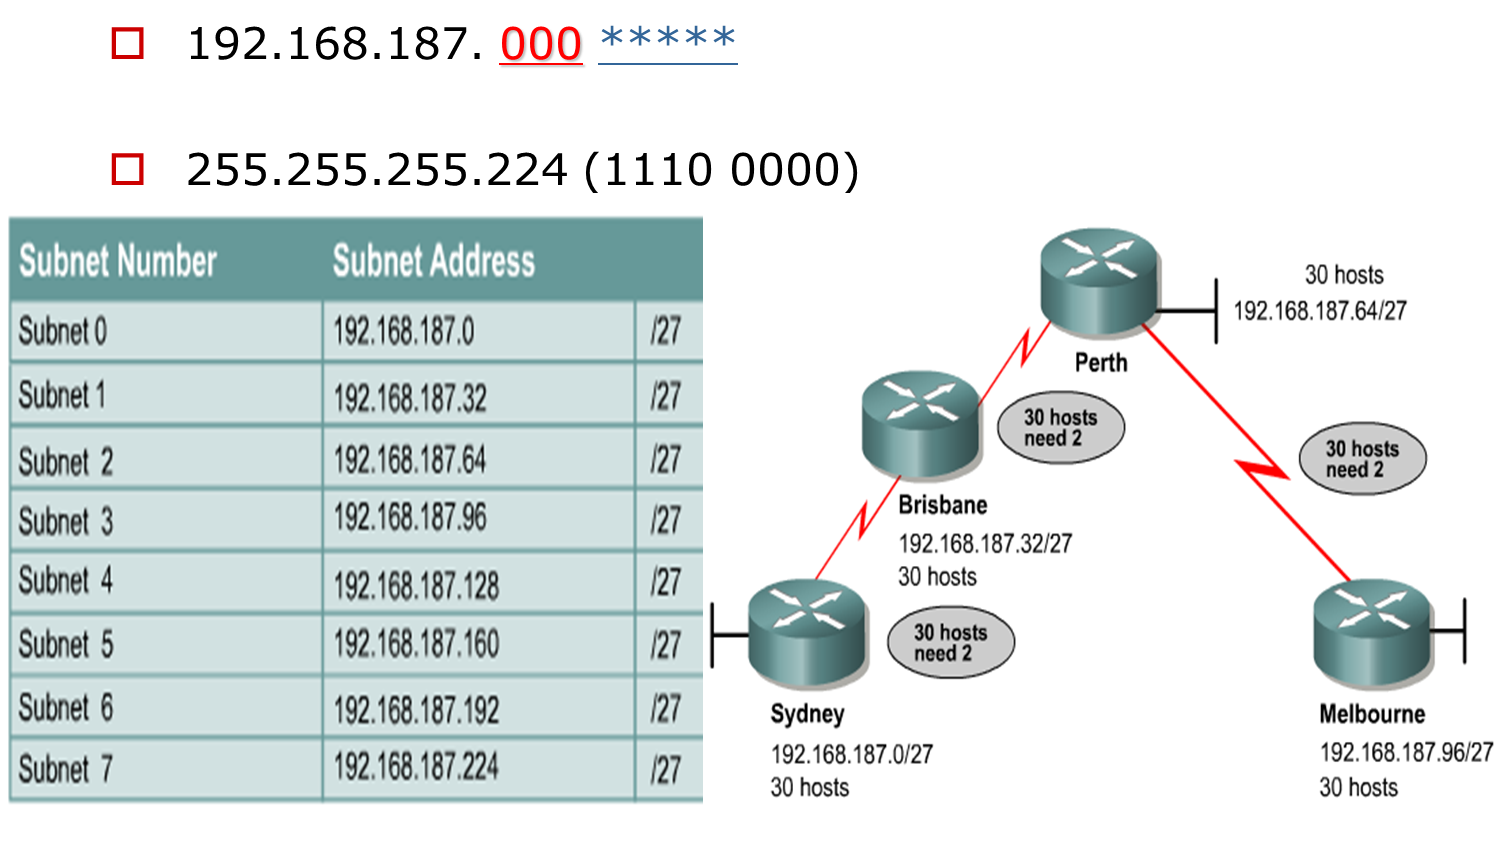 192.168.187. 000 *****
255.255.255.224 (1110 0000)
Subnet Number Subnet Address
Subnet 0 192.168.187.0 /27
Subnet 1 192.168.187.32 /27
Subnet 2 192.168.187.64 /27
Subnet 3 192.168.187.96 /27
Subnet 4 192.168.187.128 /27
Subnet 5 192.168.187.160 /27
Subnet 6 192.168.187.192 /27
Subnet 7 192.168.187.224 /27
30 hosts
192.168.187.64/27
Perth
30 hosts
need 2
30 hosts
need 2
Brisbane
192.168.187.32/27
30 hosts
30 hosts
need 2
Sydney
192.168.187.0/27
30 hosts
Melbourne
192.168.187.96/27
30 hosts